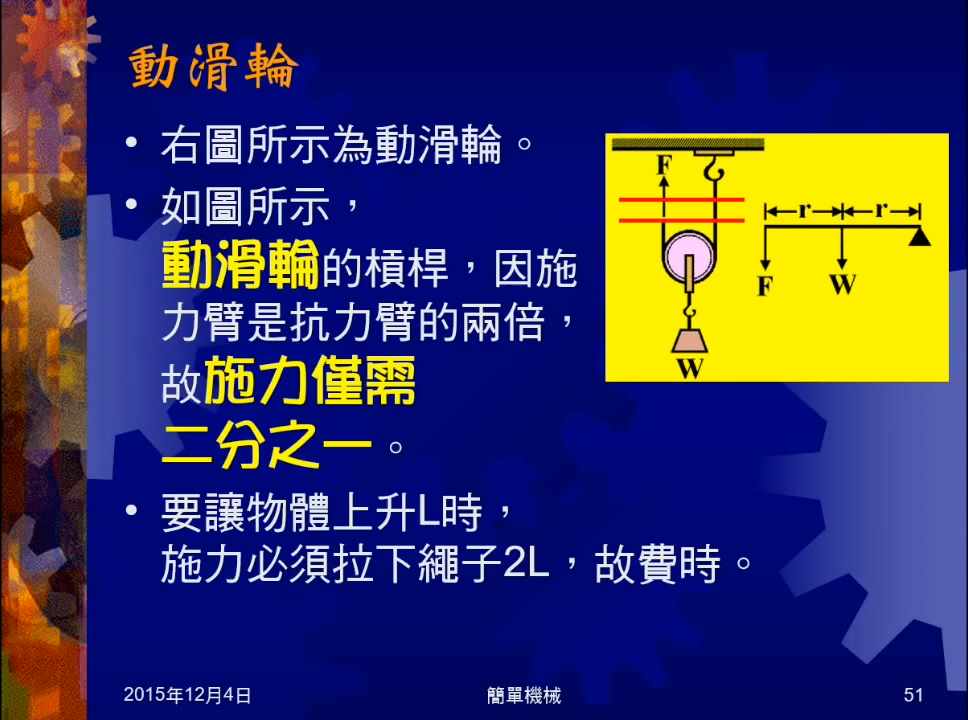 動滑輪
• 右圖所示為動滑輪。
• 如圖所示，
動滑輪的槓桿，因施
力臂是抗力臂的兩倍，
故施力僅需
二分之一。
• 要讓物體上升L時，
施力必須拉下繩子2L，故費時。
F
W
r r
F W
2015年12月4日 簡單機械 51